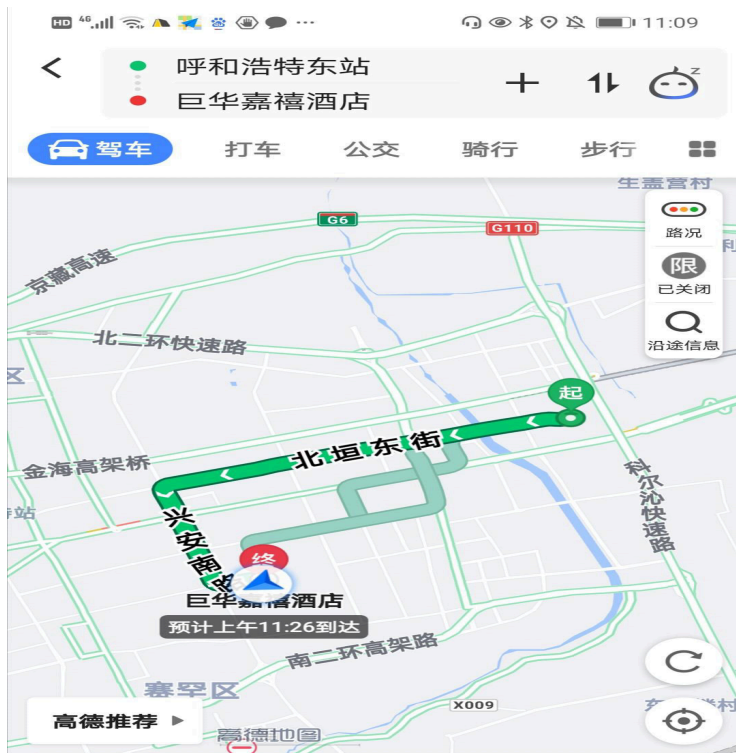 HD 46 11:09
呼和浩特东站
巨华嘉禧酒店
驾车 打车 公交 骑行 步行
生盖营村
G6
G110
路况
京藏高速
限
已关闭
北二环快速路
沿途信息
区
起
北垣东街
金海高架桥
科尔沁快速路
站
兴安南路
终
巨华嘉禧酒店
预计上午11:26到达
南二环高架路
赛罕区
X009
高德推荐
高德地图